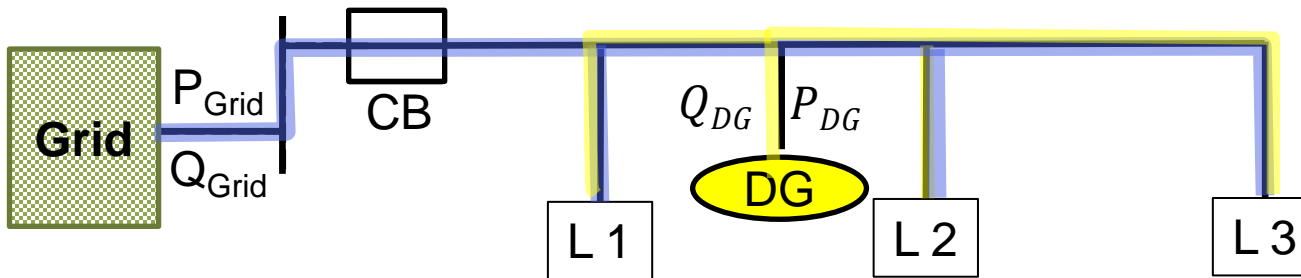 P_Grid
Grid
Q_Grid
CB
Q_DG P_DG
DG
L 1
L 2
L 3